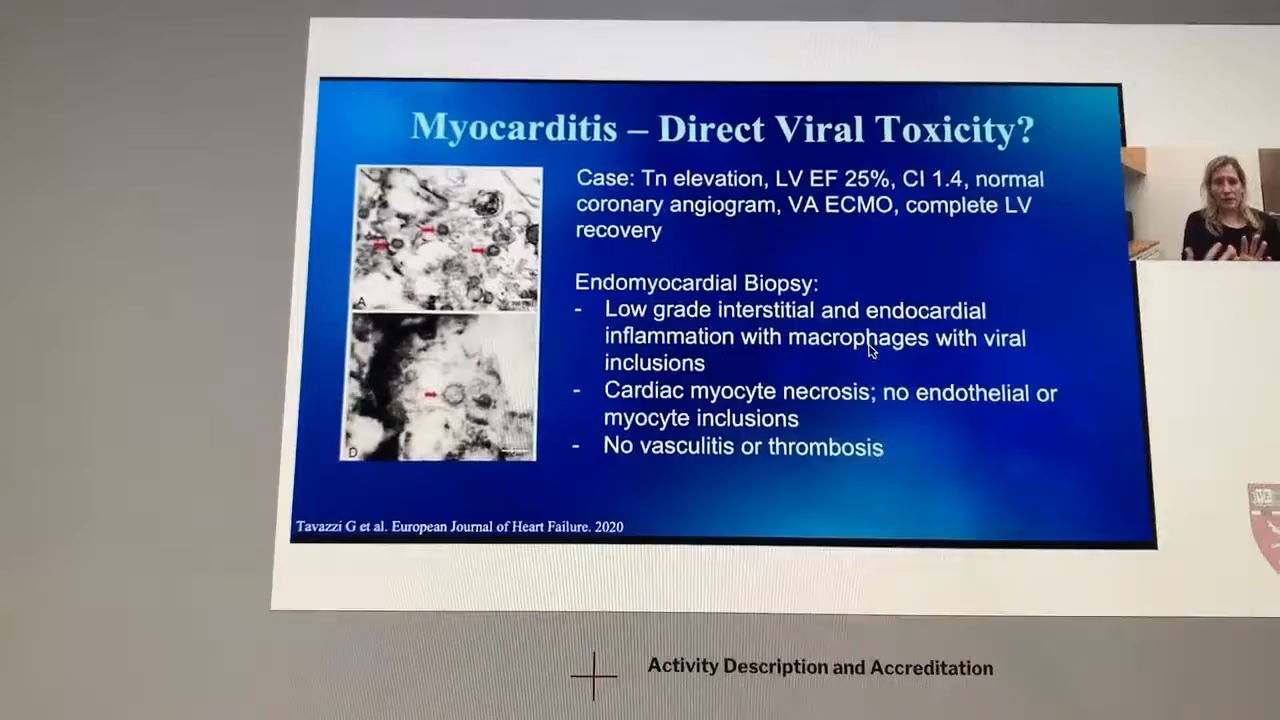 Myocarditis – Direct Viral Toxicity?
Case: Tn elevation, LV EF 25%, CI 1.4, normal
coronary angiogram, VA ECMO, complete LV
recovery
Endomyocardial Biopsy:
- Low grade interstitial and endocardial
inflammation with macrophages with viral
inclusions
- Cardiac myocyte necrosis; no endothelial or
myocyte inclusions
- No vasculitis or thrombosis
A
D
Tavazzi G et al. European Journal of Heart Failure. 2020
Activity Description and Accreditation